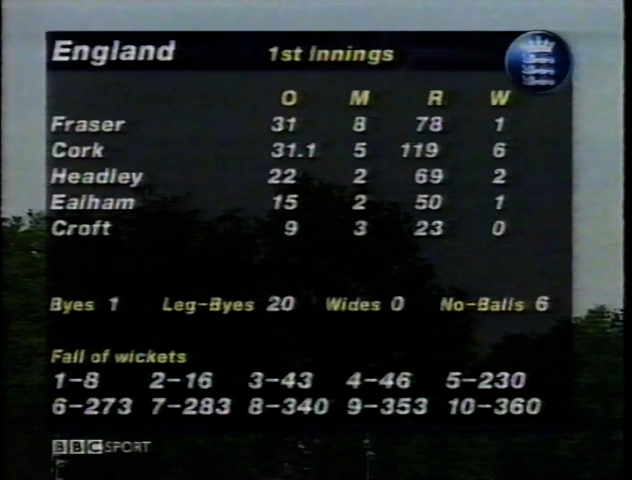 England 1st Innings
O M R W
Fraser 31 8 78 1
Cork 31.1 5 119 6
Headley 22 2 69 2
Ealham 15 2 50 1
Croft 9 3 23 0
Byes 1 Leg-Byes 20 Wides 0 No-Balls 6
Fall of wickets
1-8 2-16 3-43 4-46 5-230
6-273 7-283 8-340 9-353 10-360
BBC SPORT